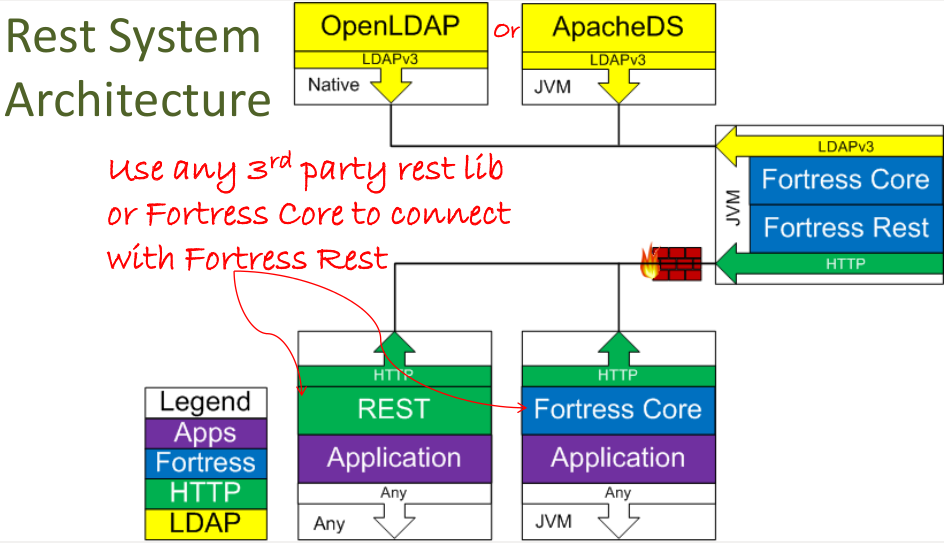 Rest System
Architecture
OpenLDAP
LDAPv3
Native
or
ApacheDS
LDAPv3
JVM
LDAPv3
JVM
Fortress Core
Fortress Rest
HTTP
Use any 3rd party rest lib
or Fortress Core to connect
with Fortress Rest
HTTP
REST
Application
Any
Any
HTTP
Fortress Core
Application
Any
JVM
Legend
Apps
Fortress
HTTP
LDAP